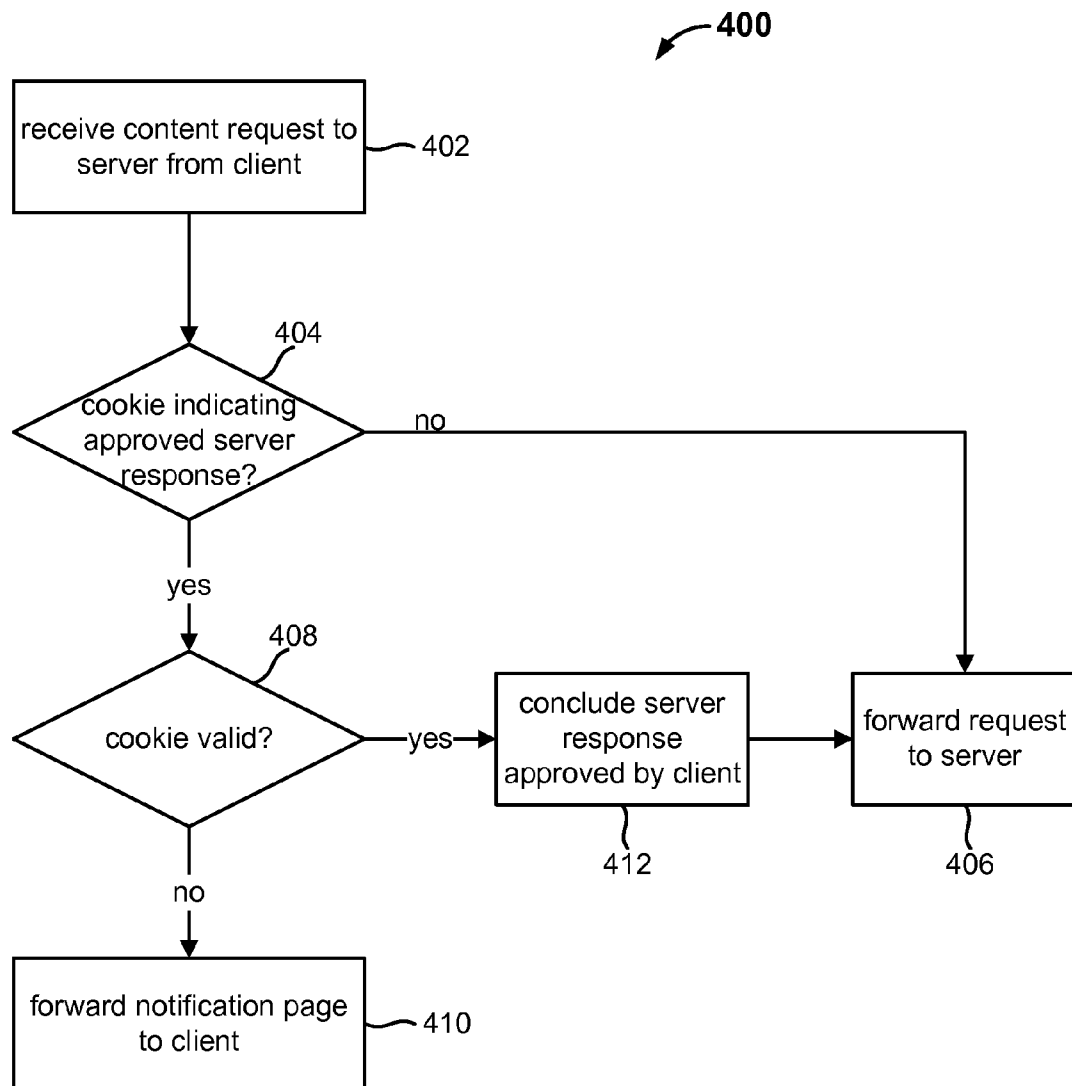 400
receive content request to
server from client
402
404
cookie indicating
approved server
response?
no
yes
408
cookie valid?
yes
conclude server
response
approved by client
412
forward request
to server
406
no
forward notification page
to client
410